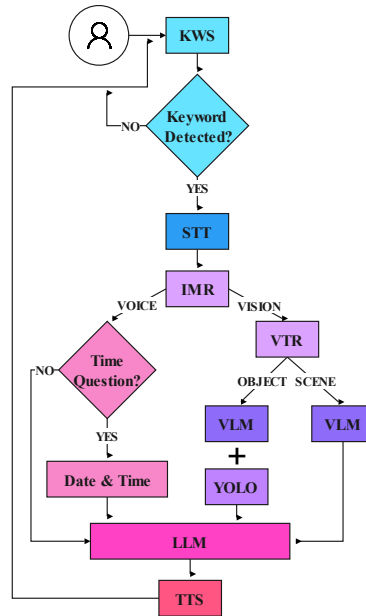 KWS
Keyword
Detected?
NO
YES
STT
IMR
VOICE
VISION
Time
Question?
NO
YES
VTR
OBJECT
SCENE
VLM
VLM
+
Date & Time
YOLO
LLM
TTS